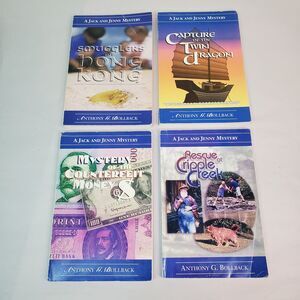 A JACK AND JENNY MYSTERY
SMUGGLERS
HONG
KONG
ANTHONY G. BOLLBACK
A JACK AND JENNY MYSTERY
CAPTURE
OF THE
TWIN
DRAGON
ANTHONY G. BOLLBACK
A JACK AND JENNY MYSTERY
MYSTERY
OF THE
COUNTERFEIT
MONEY
ANTHONY G. BOLLBACK
A JACK AND JENNY MYSTERY
Rescue at
Cripple
Creek
ANTHONY G. BOLLBACK